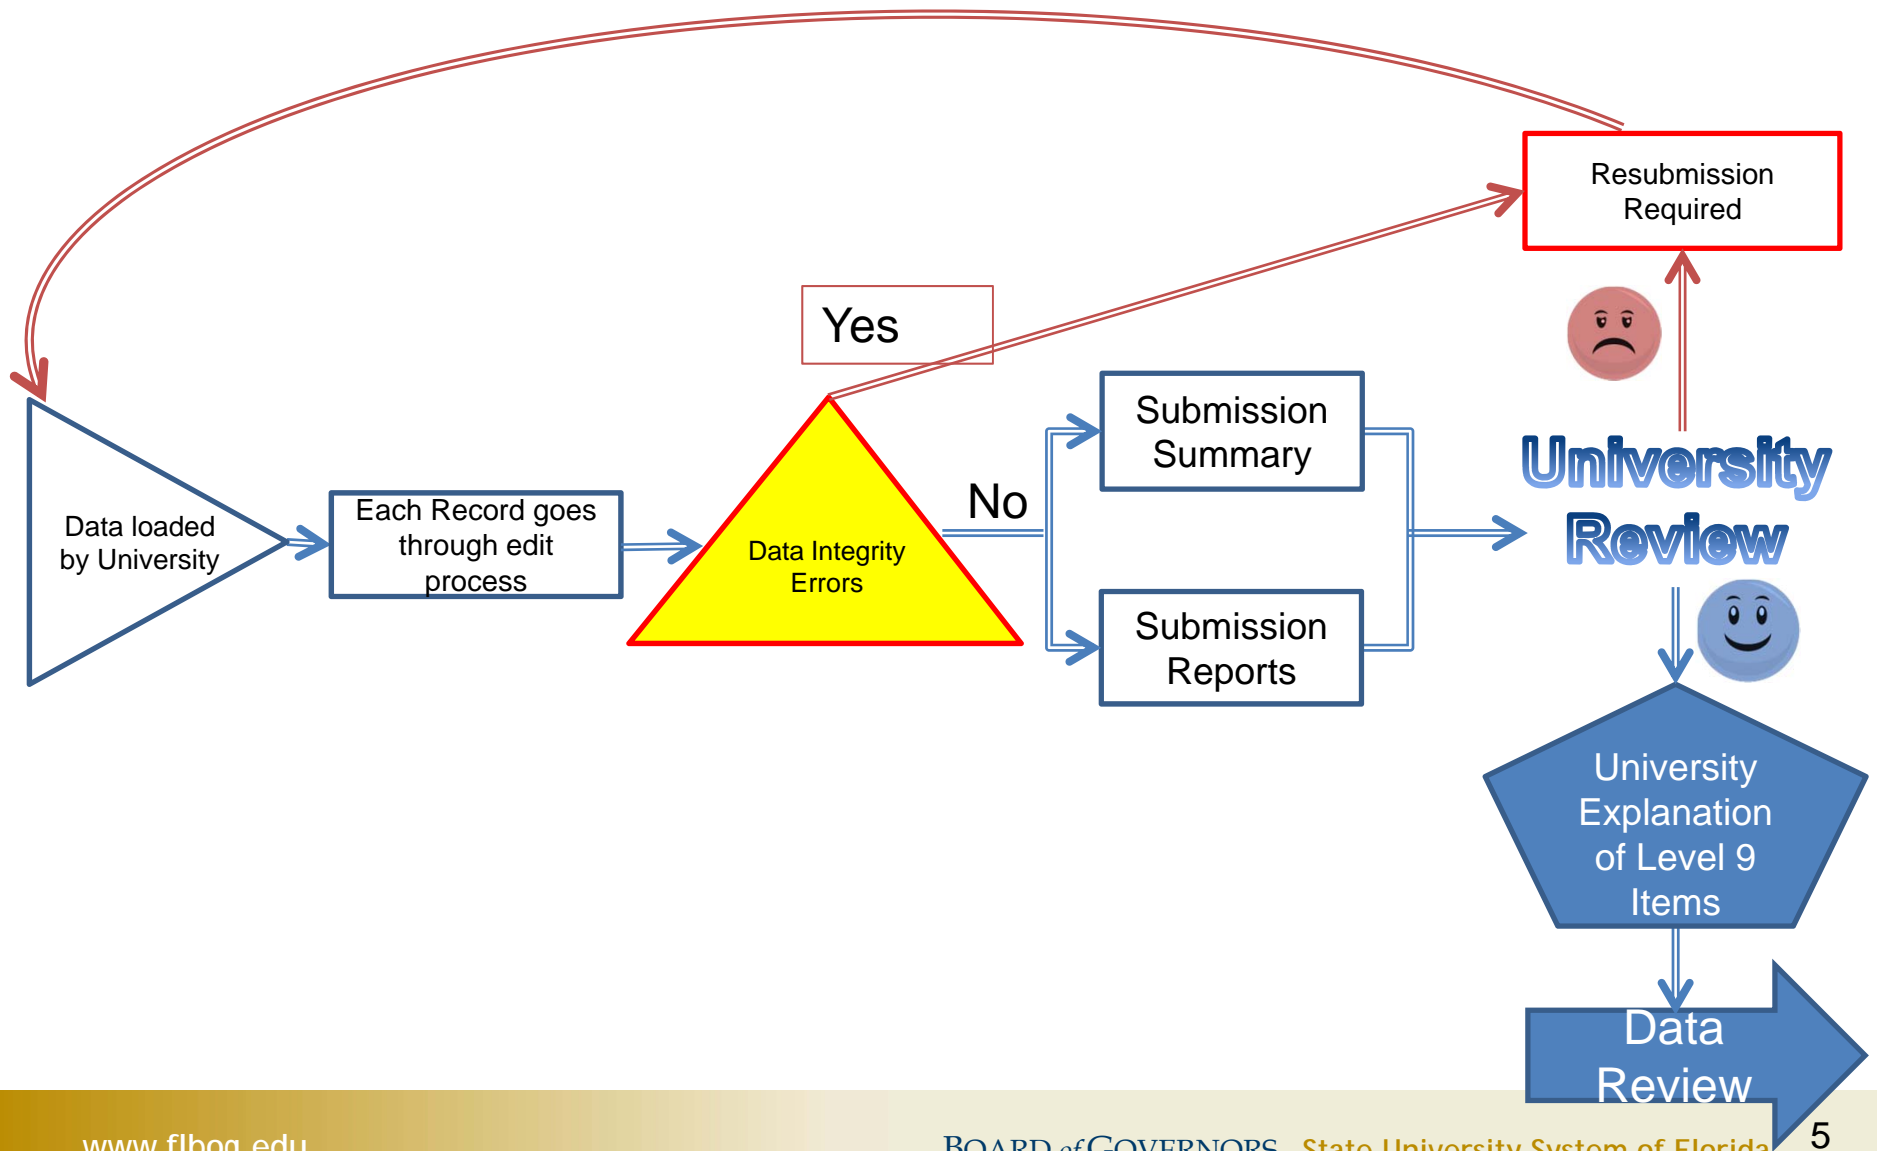 Resubmission
Required
Yes
Submission
Summary
No
University
Review
Data loaded
by University
Each Record goes
through edit
process
Data Integrity
Errors
Submission
Reports
University
Explanation
of Level 9
Items
Data
Review
www.flbog.edu
BOARD of GOVERNORS State University System of Florida
5